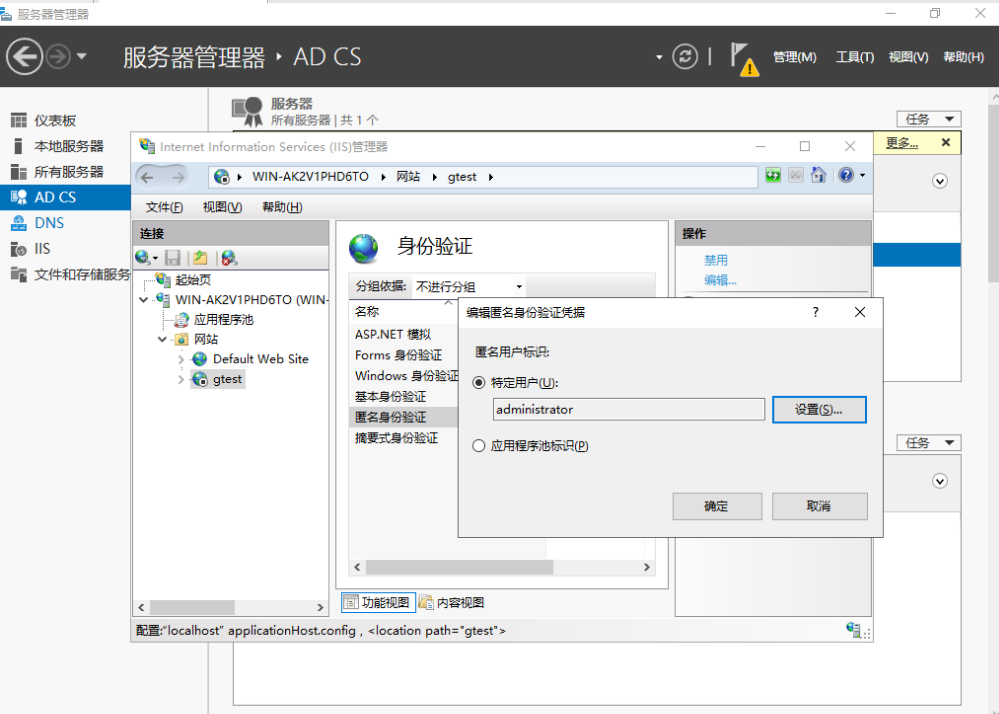 服务器管理器
服务器管理器 · AD CS
管理(M) 工具(T) 视图(V) 帮助(H)
仪表板
本地服务器
所有服务器
AD CS
DNS
IIS
文件和存储服务
服务器
所有服务器 | 共 1 个
任务
更多...
任务
Internet Information Services (IIS)管理器
WIN-AK2V1PHD6TO 网站 gtest
文件(F) 视图(V) 帮助(H)
连接
起始页
WIN-AK2V1PHD6TO (WIN-
应用程序池
网站
Default Web Site
gtest
身份验证
分组依据: 不进行分组
名称
ASP.NET 模拟
Forms 身份验证
Windows 身份验证
基本身份验证
匿名身份验证
摘要式身份验证
操作
禁用
编辑...
编辑匿名身份验证凭据
匿名用户标识:
特定用户(U):
administrator
设置(S)...
应用程序池标识(P)
确定 取消
功能视图 内容视图
配置:"localhost" applicationHost.config , <location path="gtest">